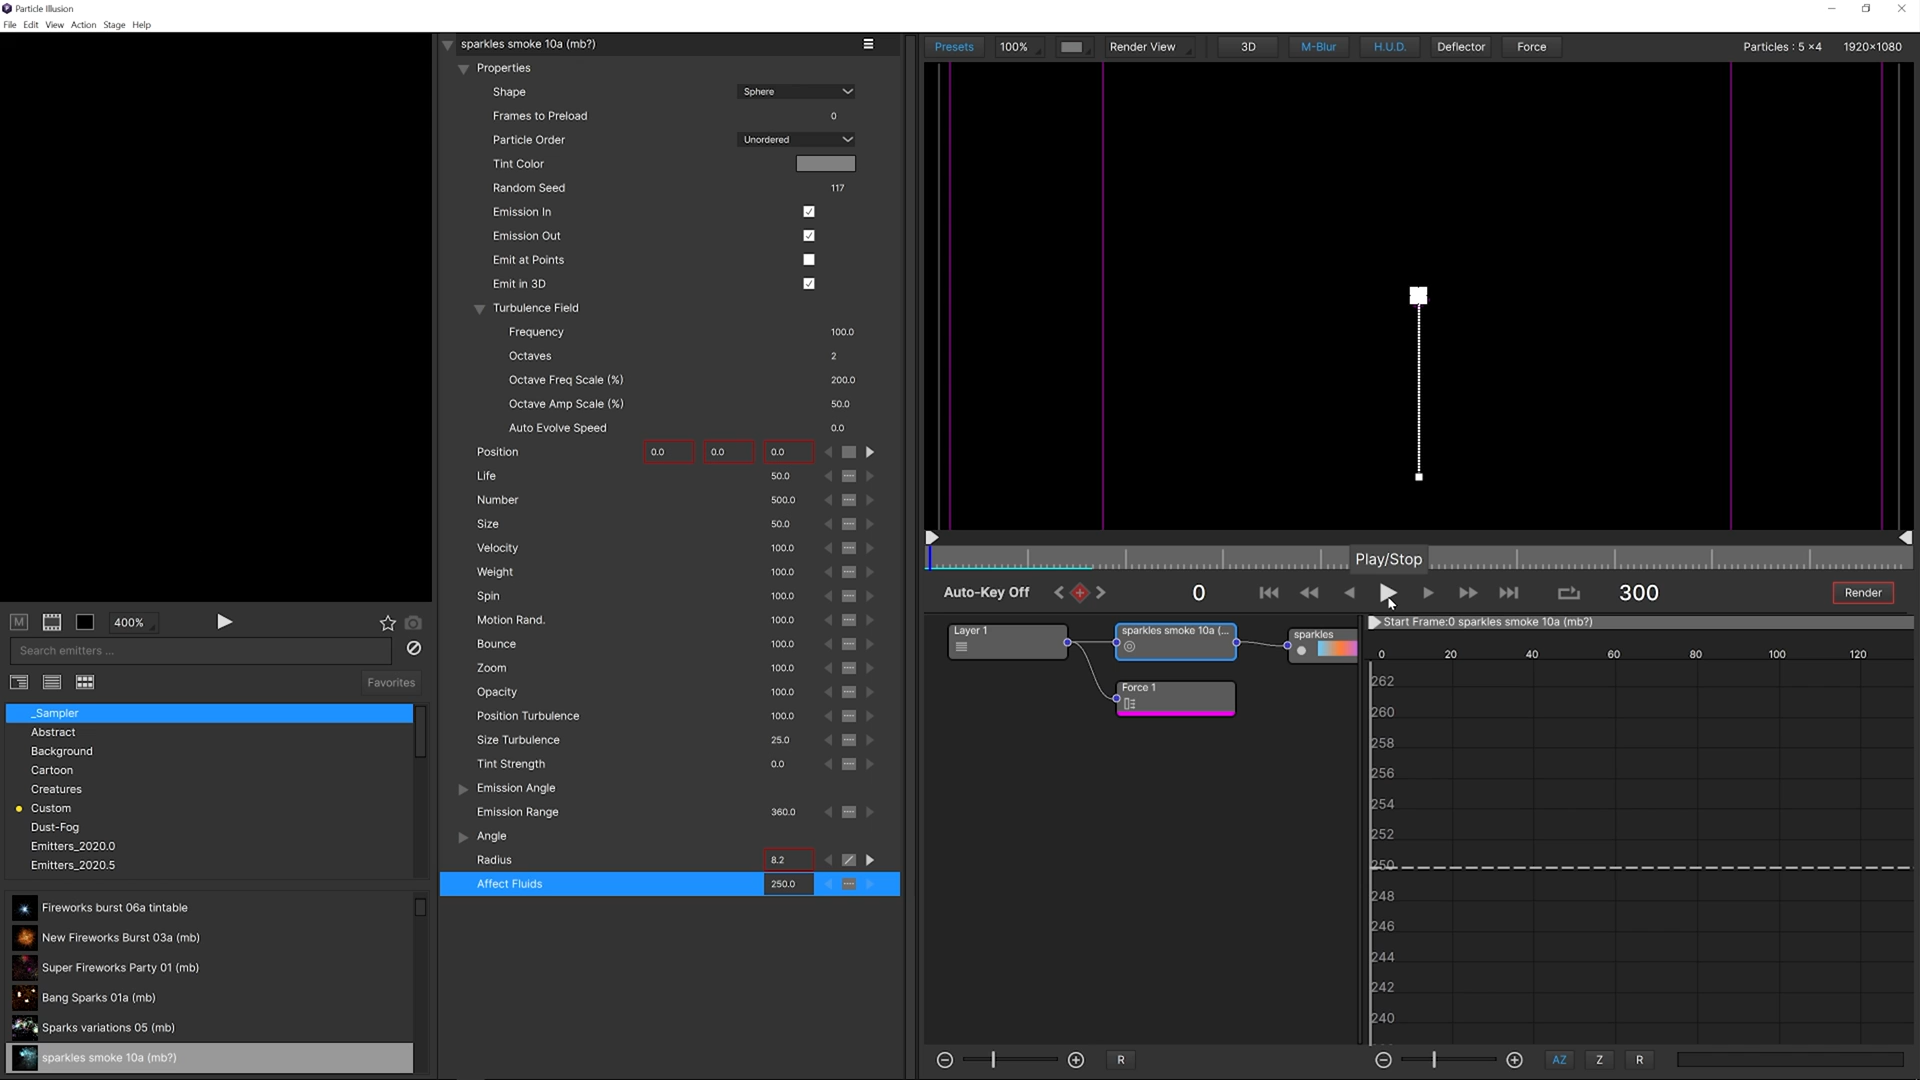 Particle Illusion
File Edit View Action Stage Help
sparkles smoke 10a (mb?)
Properties
Shape Sphere
Frames to Preload 0
Particle Order Unordered
Tint Color
Random Seed 117
Emission In
Emission Out
Emit at Points
Emit in 3D
Turbulence Field
Frequency 100.0
Octaves 2
Octave Freq Scale (%) 200.0
Octave Amp Scale (%) 50.0
Auto Evolve Speed 0.0
Position 0.0 0.0 0.0
Life 50.0
Number 500.0
Size 50.0
Velocity 100.0
Weight 100.0
Spin 100.0
Motion Rand. 100.0
Bounce 100.0
Zoom 100.0
Opacity 100.0
Position Turbulence 100.0
Size Turbulence 25.0
Tint Strength 0.0
Emission Angle
Emission Range 360.0
Angle
Radius 8.2
Affect Fluids 250.0
Presets 100% Render View 3D M-Blur H.U.D. Deflector Force Particles : 5 ×4 1920×1080
Play/Stop
Auto-Key Off 0 300 Render
Layer 1
sparkles smoke 10a (...
sparkles
Force 1
Start Frame:0 sparkles smoke 10a (mb?)
0 20 40 60 80 100 120
262
260
258
256
254
252
250
248
246
244
242
240
R AZ Z R
M 400%
Search emitters ...
Favorites
_Sampler
Abstract
Background
Cartoon
Creatures
Custom
Dust-Fog
Emitters_2020.0
Emitters_2020.5
Fireworks burst 06a tintable
New Fireworks Burst 03a (mb)
Super Fireworks Party 01 (mb)
Bang Sparks 01a (mb)
Sparks variations 05 (mb)
sparkles smoke 10a (mb?)